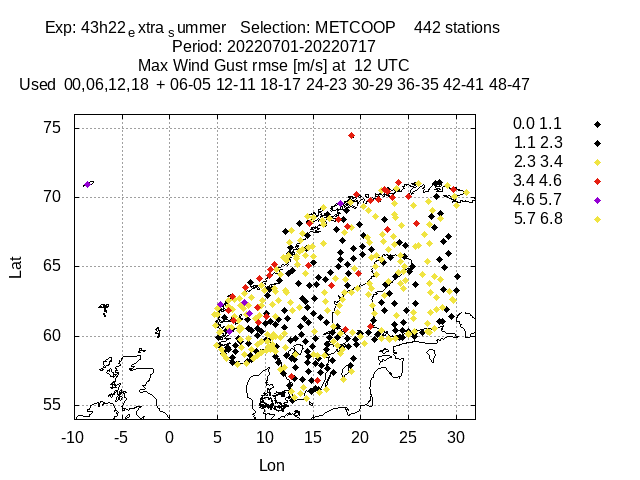 Exp: 43h22extrasummer   Selection: METCOOP    442 stations
Period: 20220701-20220717
Max Wind Gust rmse [m/s] at  12 UTC
Used  00,06,12,18  + 06-05 12-11 18-17 24-23 30-29 36-35 42-41 48-47
75
70
65
60
55
Lat
-10 -5 0 5 10 15 20 25 30
Lon
0.0 1.1
1.1 2.3
2.3 3.4
3.4 4.6
4.6 5.7
5.7 6.8